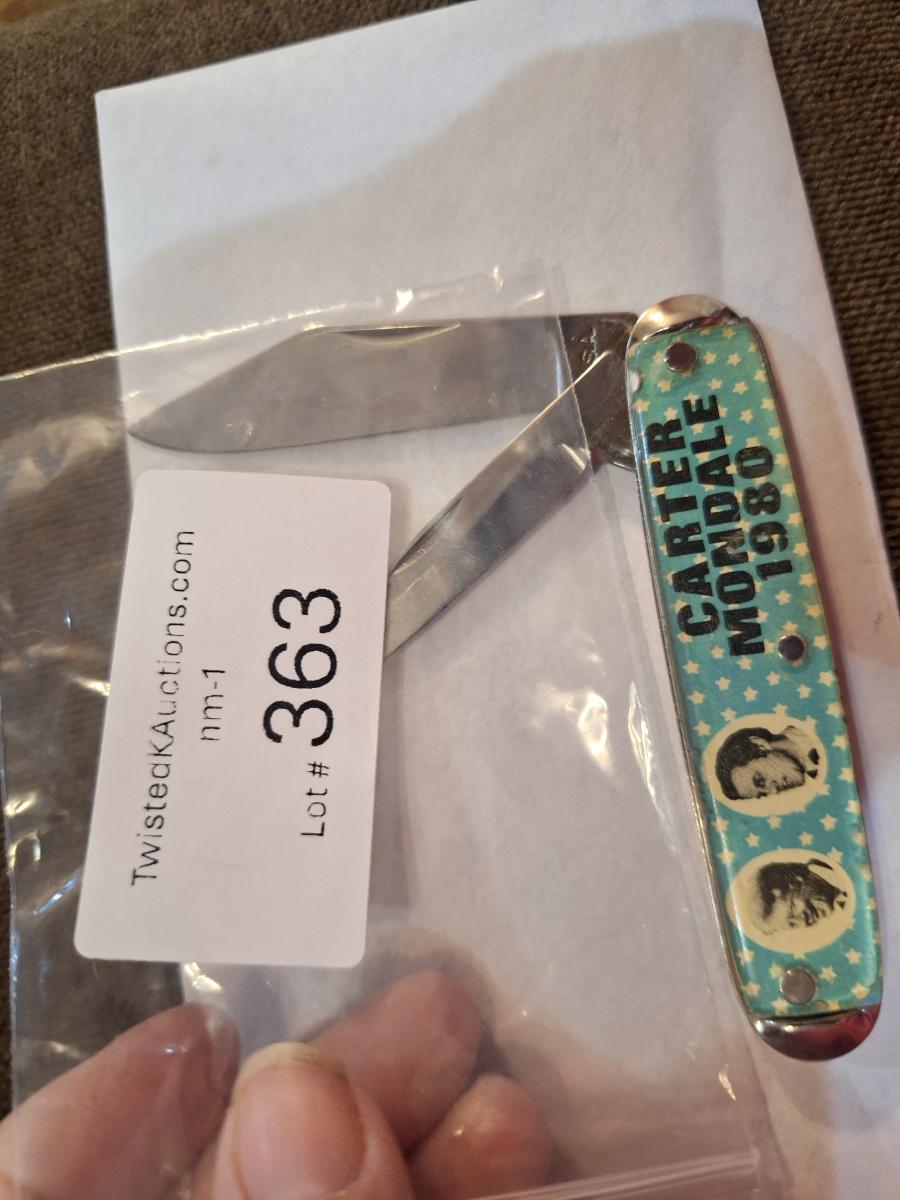 TwistedKAuctions.com
nm-1
Lot # 363
CARTER
MONDALE
1980